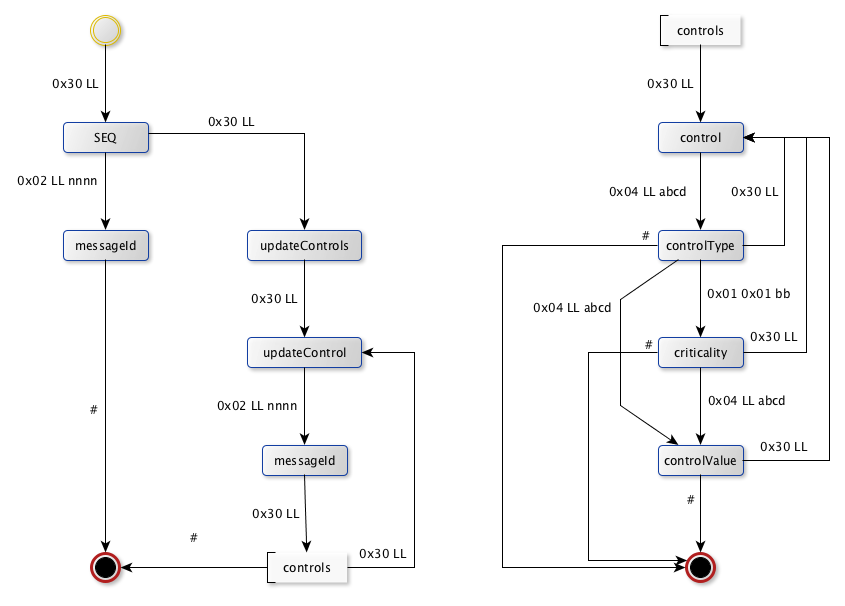 controls
0x30 LL
0x30 LL
0x30 LL
SEQ
control
0x02 LL nnnn
0x04 LL abcd
0x30 LL
#
messageId
updateControls
controlType
0x30 LL
0x01 0x01 bb
0x04 LL abcd
0x30 LL
#
updateControl
criticality
0x02 LL nnnn
0x04 LL abcd
#
0x30 LL
messageId
controlValue
#
0x30 LL
#
0x30 LL
controls